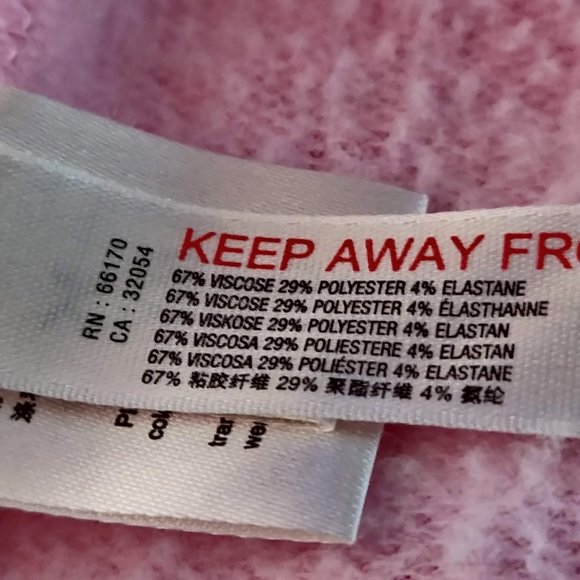 RN : 66170
CA : 32054
KEEP AWAY FRO
67% VISCOSE 29% POLYESTER 4% ELASTANE
67% VISCOSE 29% POLYESTER 4% ÉLASTHANNE
67% VISKOSE 29% POLYESTER 4% ELASTAN
67% VISCOSA 29% POLIESTERE 4% ELASTAN
67% VISCOSA 29% POLIÉSTER 4% ELASTANE
67% 粘胶纤维 29% 聚酯纤维 4% 氨纶